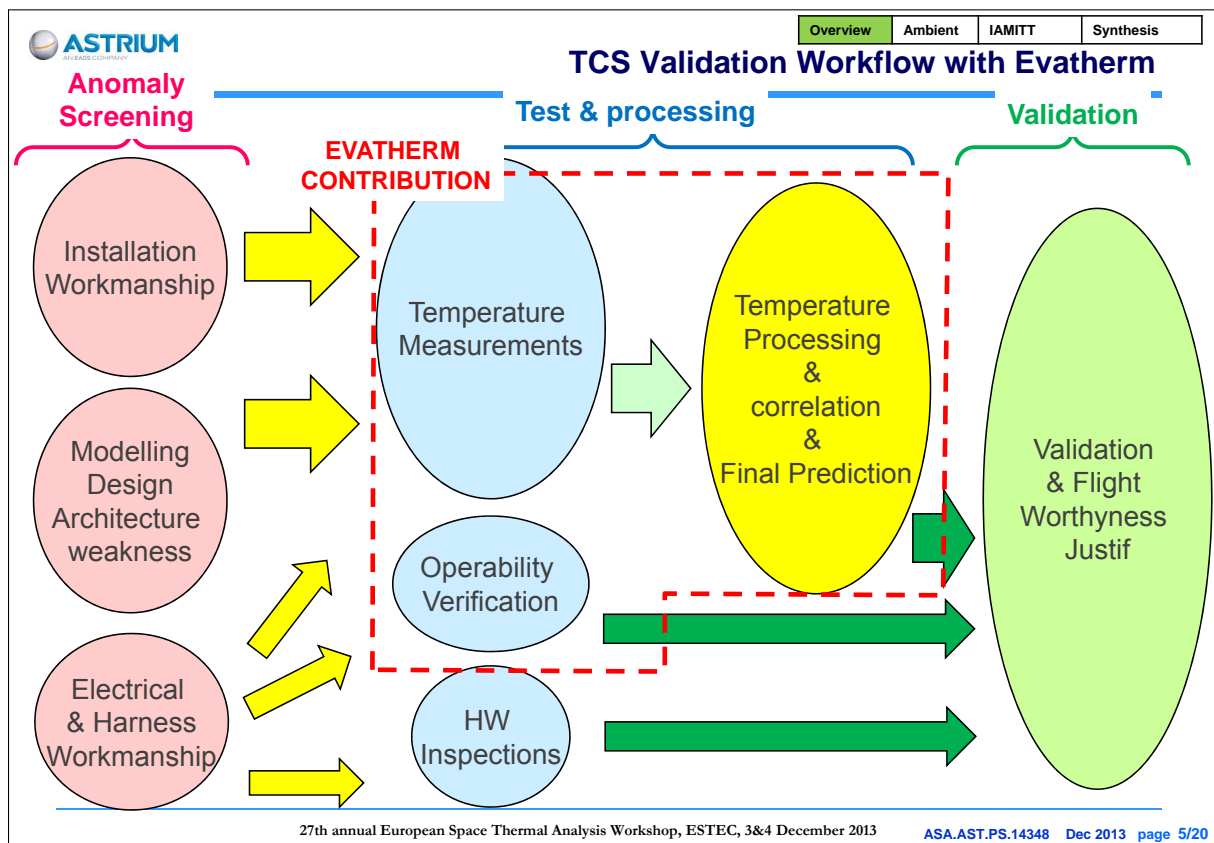 ASTRIUM
AN EADS COMPANY
Overview Ambient IAMITT Synthesis
TCS Validation Workflow with Evatherm
Anomaly
Screening
Test & processing
Validation
EVATHERM
CONTRIBUTION
Installation
Workmanship
Modelling
Design
Architecture
weakness
Electrical
& Harness
Workmanship
Temperature
Measurements
Operability
Verification
HW
Inspections
Temperature
Processing
&
correlation
&
Final Prediction
Validation
& Flight
Worthyness
Justif
27th annual European Space Thermal Analysis Workshop, ESTEC, 3&4 December 2013
ASA.AST.PS.14348 Dec 2013 page 5/20